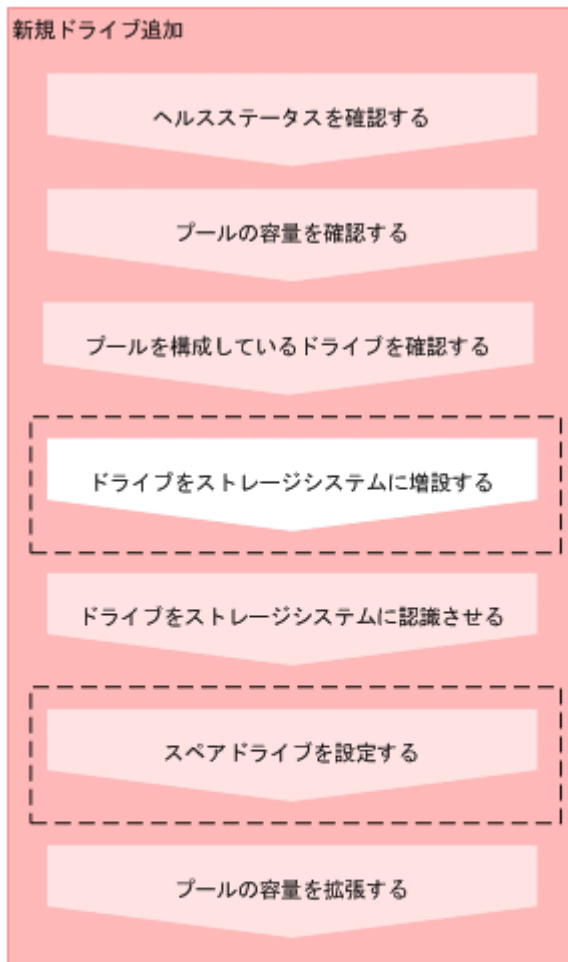 新規ドライブ追加
ヘルスステータスを確認する
プールの容量を確認する
プールを構成しているドライブを確認する
ドライブをストレージシステムに増設する
ドライブをストレージシステムに認識させる
スペアドライブを設定する
プールの容量を拡張する